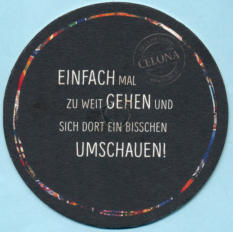 CELONA
EINFACH MAL
ZU WEIT GEHEN UND
SICH DORT EIN BISSCHEN
UMSCHAUEN!